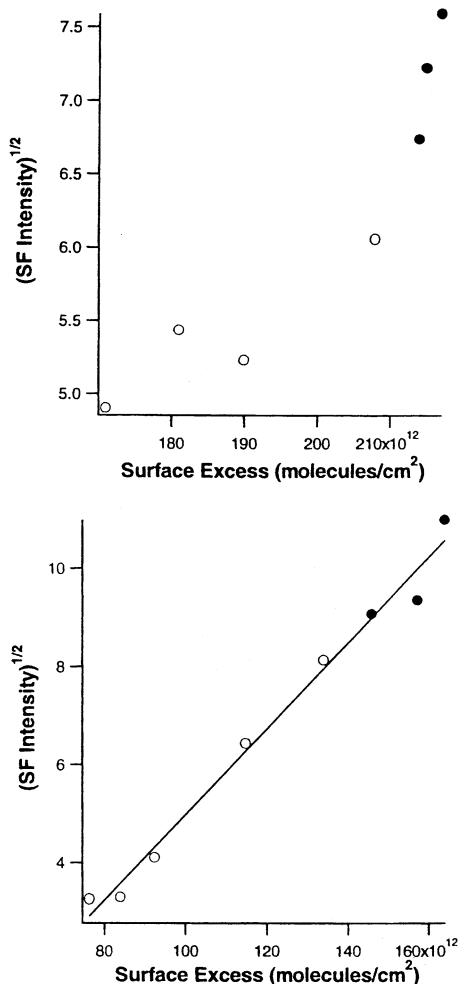 7.5
7.0
6.5
6.0
5.5
5.0
(SF Intensity)^1/2
180 190 200 210x10^12
Surface Excess (molecules/cm^2)
10
8
6
4
(SF Intensity)^1/2
80 100 120 140 160x10^12
Surface Excess (molecules/cm^2)